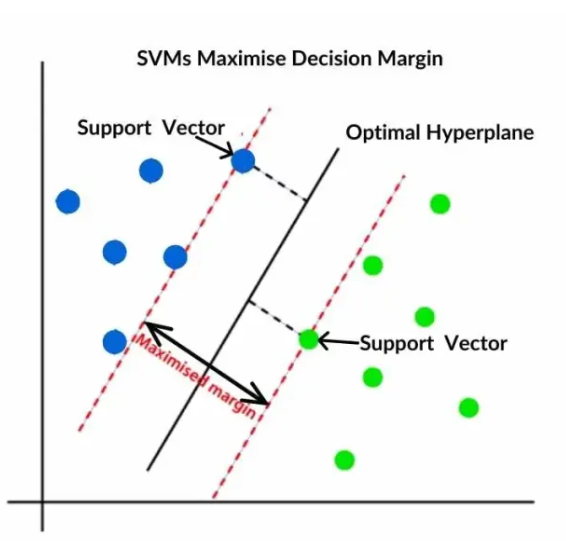 SVMs Maximise Decision Margin
Support Vector
Optimal Hyperplane
Support Vector
Maximised margin